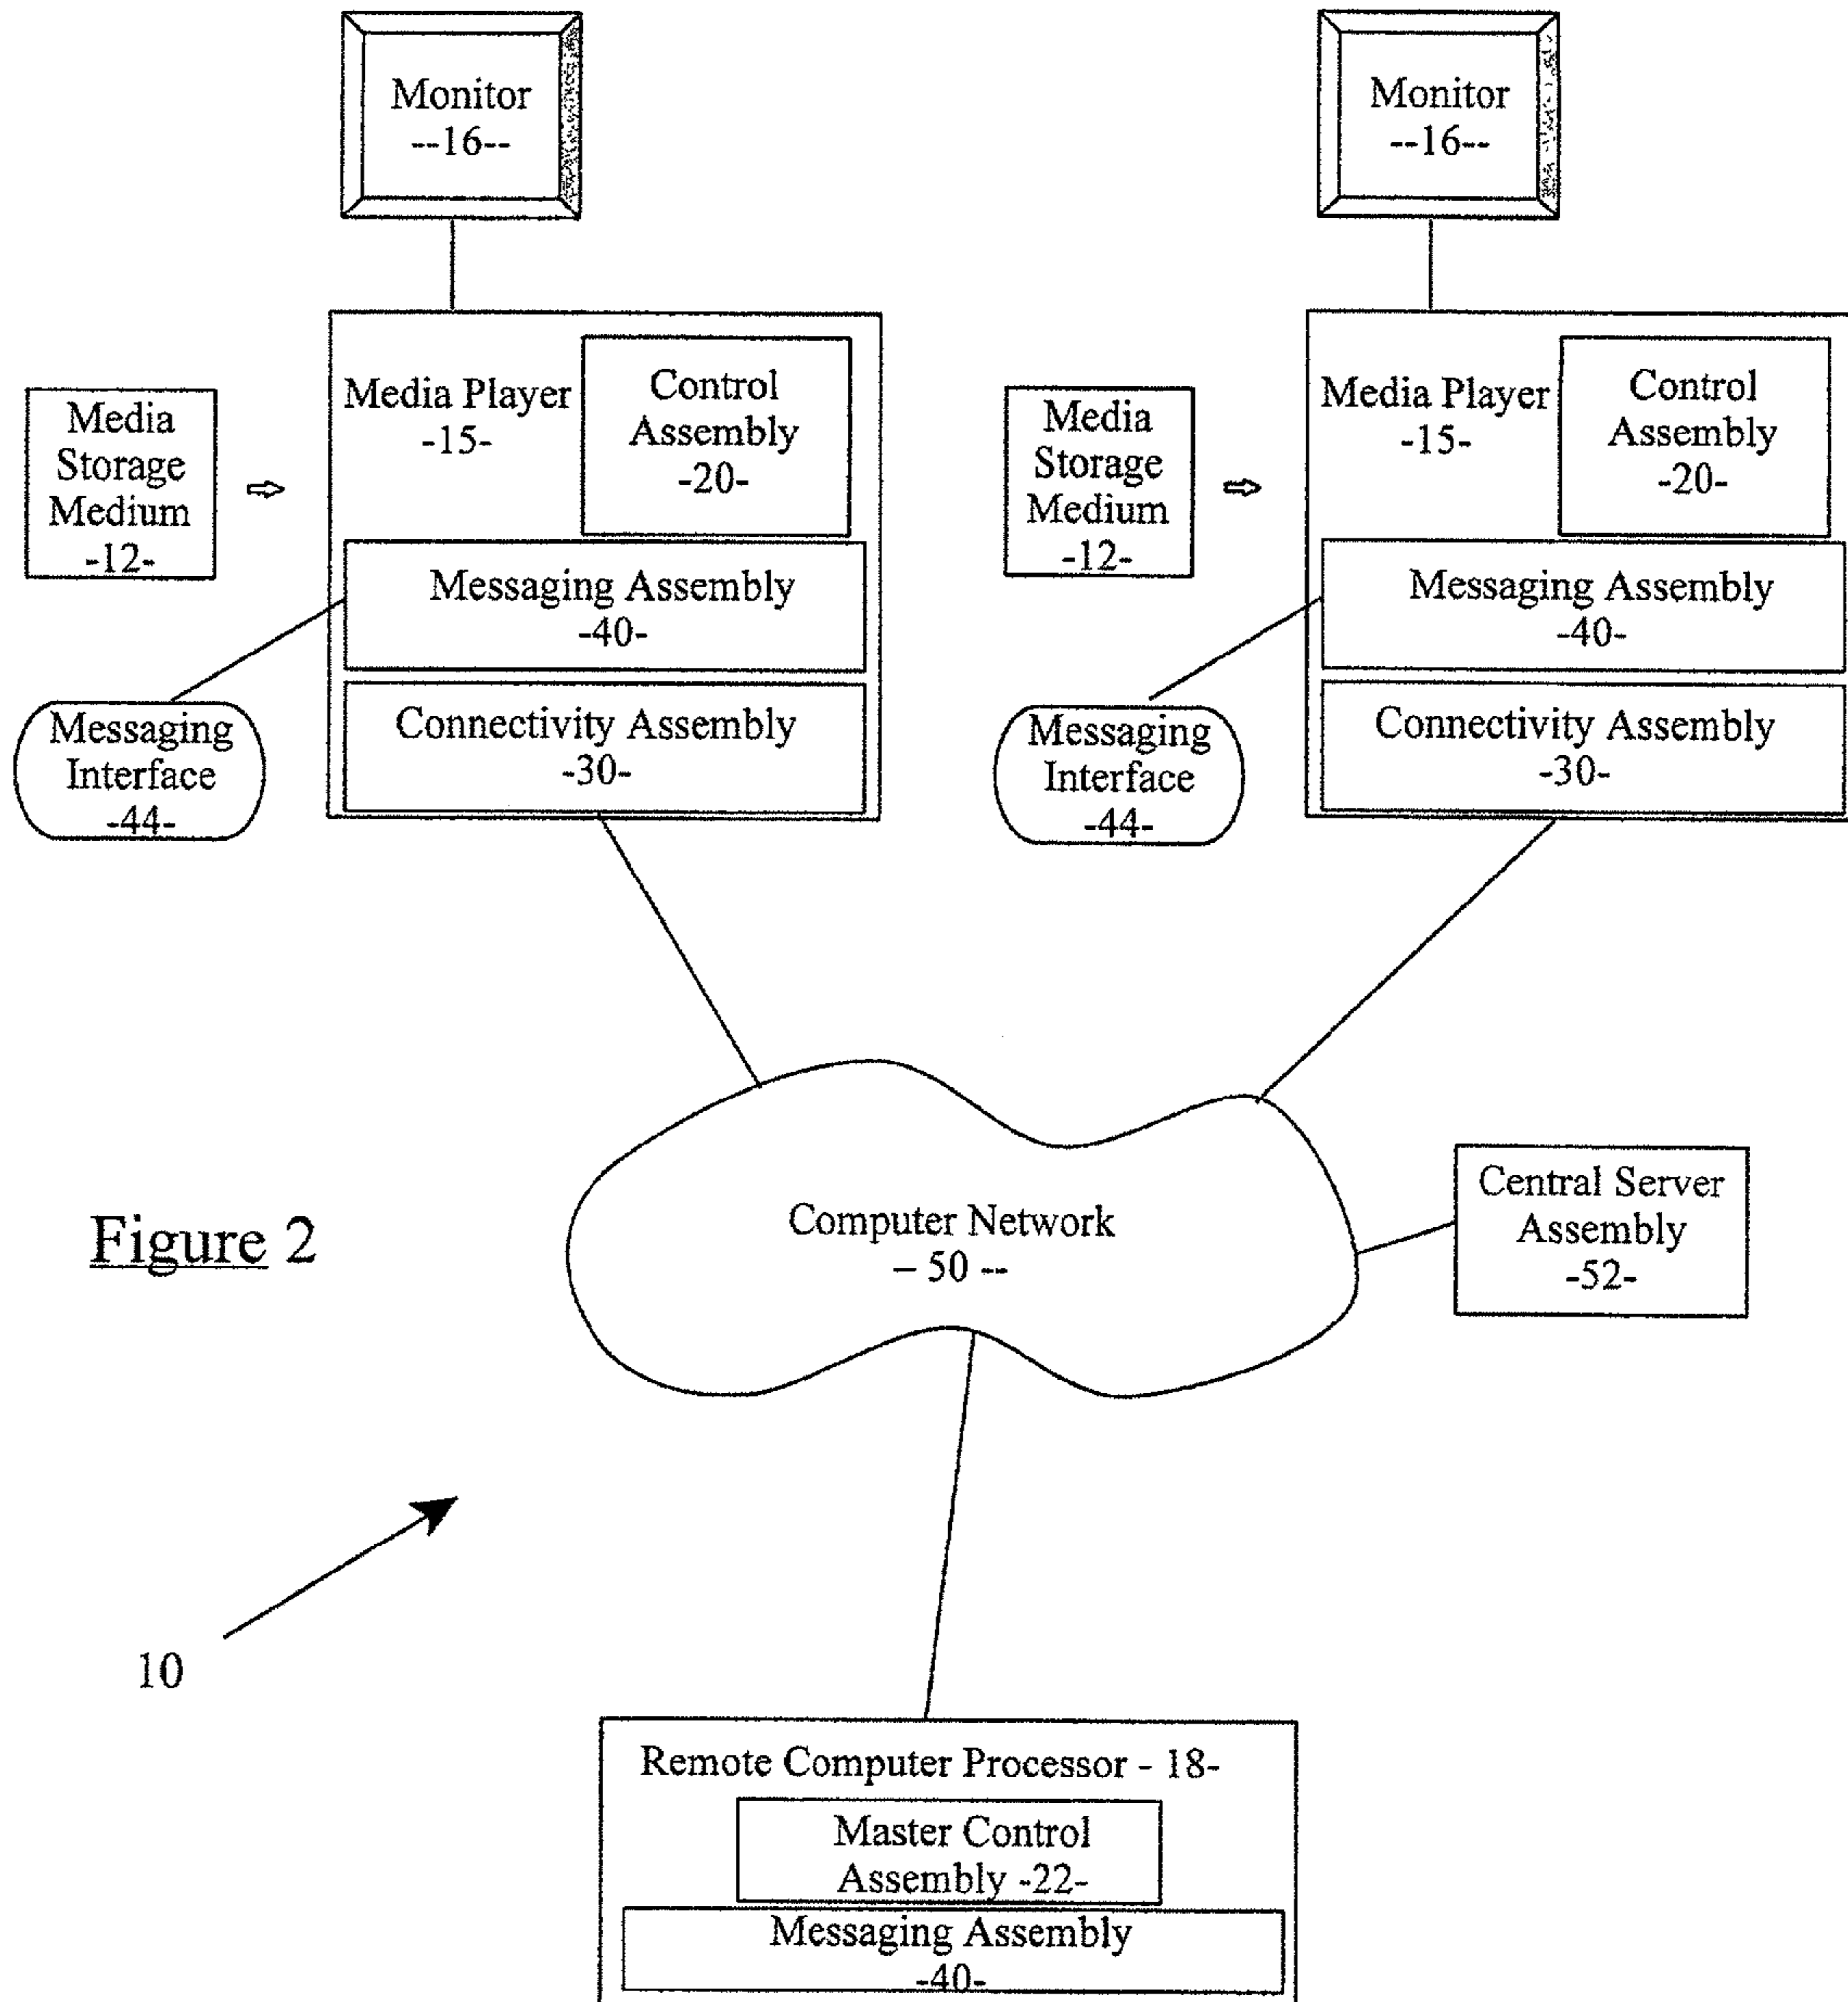 Monitor
--16--
Monitor
--16--
Media Player
-15-
Control
Assembly
-20-
Media
Storage
Medium
-12-
Messaging Assembly
-40-
Connectivity Assembly
-30-
Messaging
Interface
-44-
Media Player
-15-
Control
Assembly
-20-
Media
Storage
Medium
-12-
Messaging Assembly
-40-
Connectivity Assembly
-30-
Messaging
Interface
-44-
Computer Network
– 50 --
Central Server
Assembly
-52-
Figure 2
10
Remote Computer Processor - 18-
Master Control
Assembly -22-
Messaging Assembly
-40-